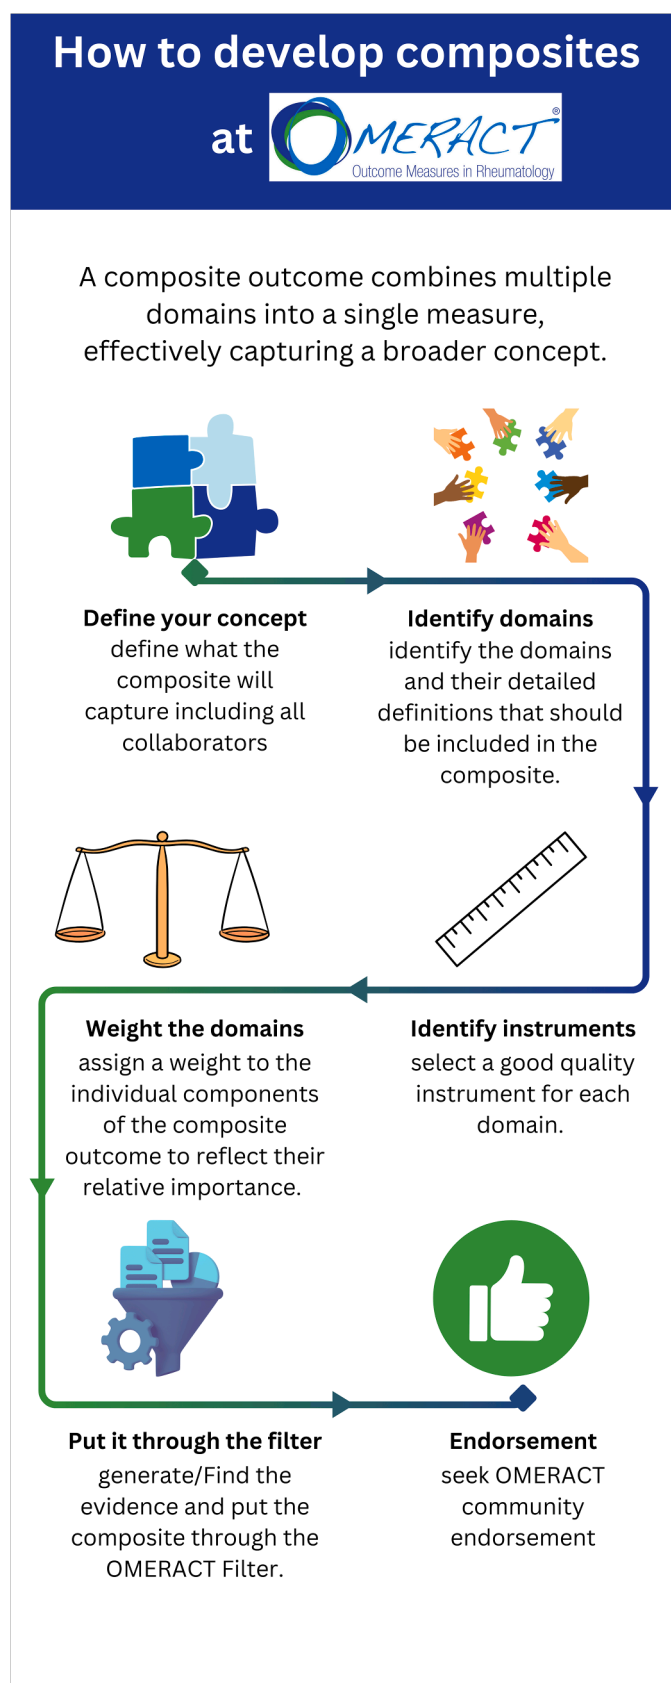 How to develop composites
at OMERACT®
Outcome Measures in Rheumatology
A composite outcome combines multiple
domains into a single measure,
effectively capturing a broader concept.
Define your concept
define what the
composite will
capture including all
collaborators
Identify domains
identify the domains
and their detailed
definitions that should
be included in the
composite.
Identify instruments
select a good quality
instrument for each
domain.
Weight the domains
assign a weight to the
individual components
of the composite
outcome to reflect their
relative importance.
Put it through the filter
generate/Find the
evidence and put the
composite through the
OMERACT Filter.
Endorsement
seek OMERACT
community
endorsement